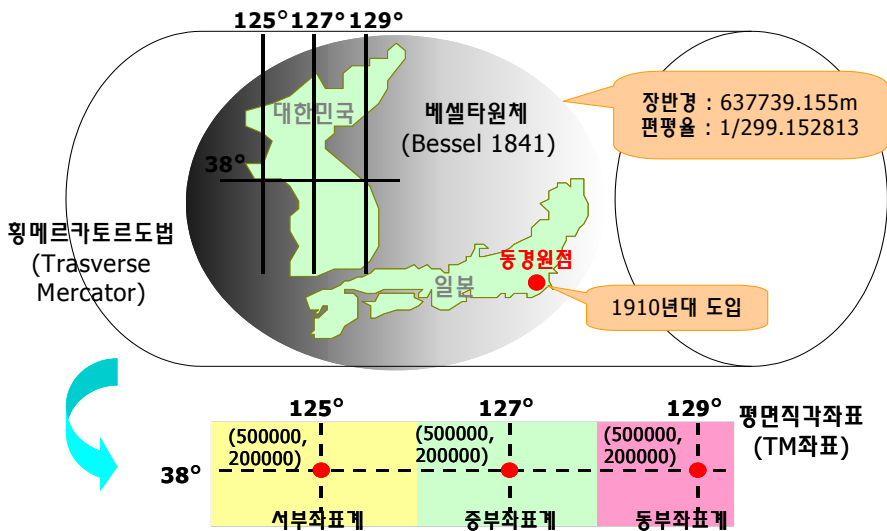 125° 127° 129°
대한민국
38°
베셀타원체
(Bessel 1841)
장반경 : 637739.155m
편평율 : 1/299.152813
횡메르카토르도법
(Trasverse
Mercator)
동경원점
일본
1910년대 도입
125° 127° 129°
평면직각좌표
(TM좌표)
(500000,
200000)
(500000,
200000)
(500000,
200000)
38°
서부좌표계 중부좌표계 동부좌표계